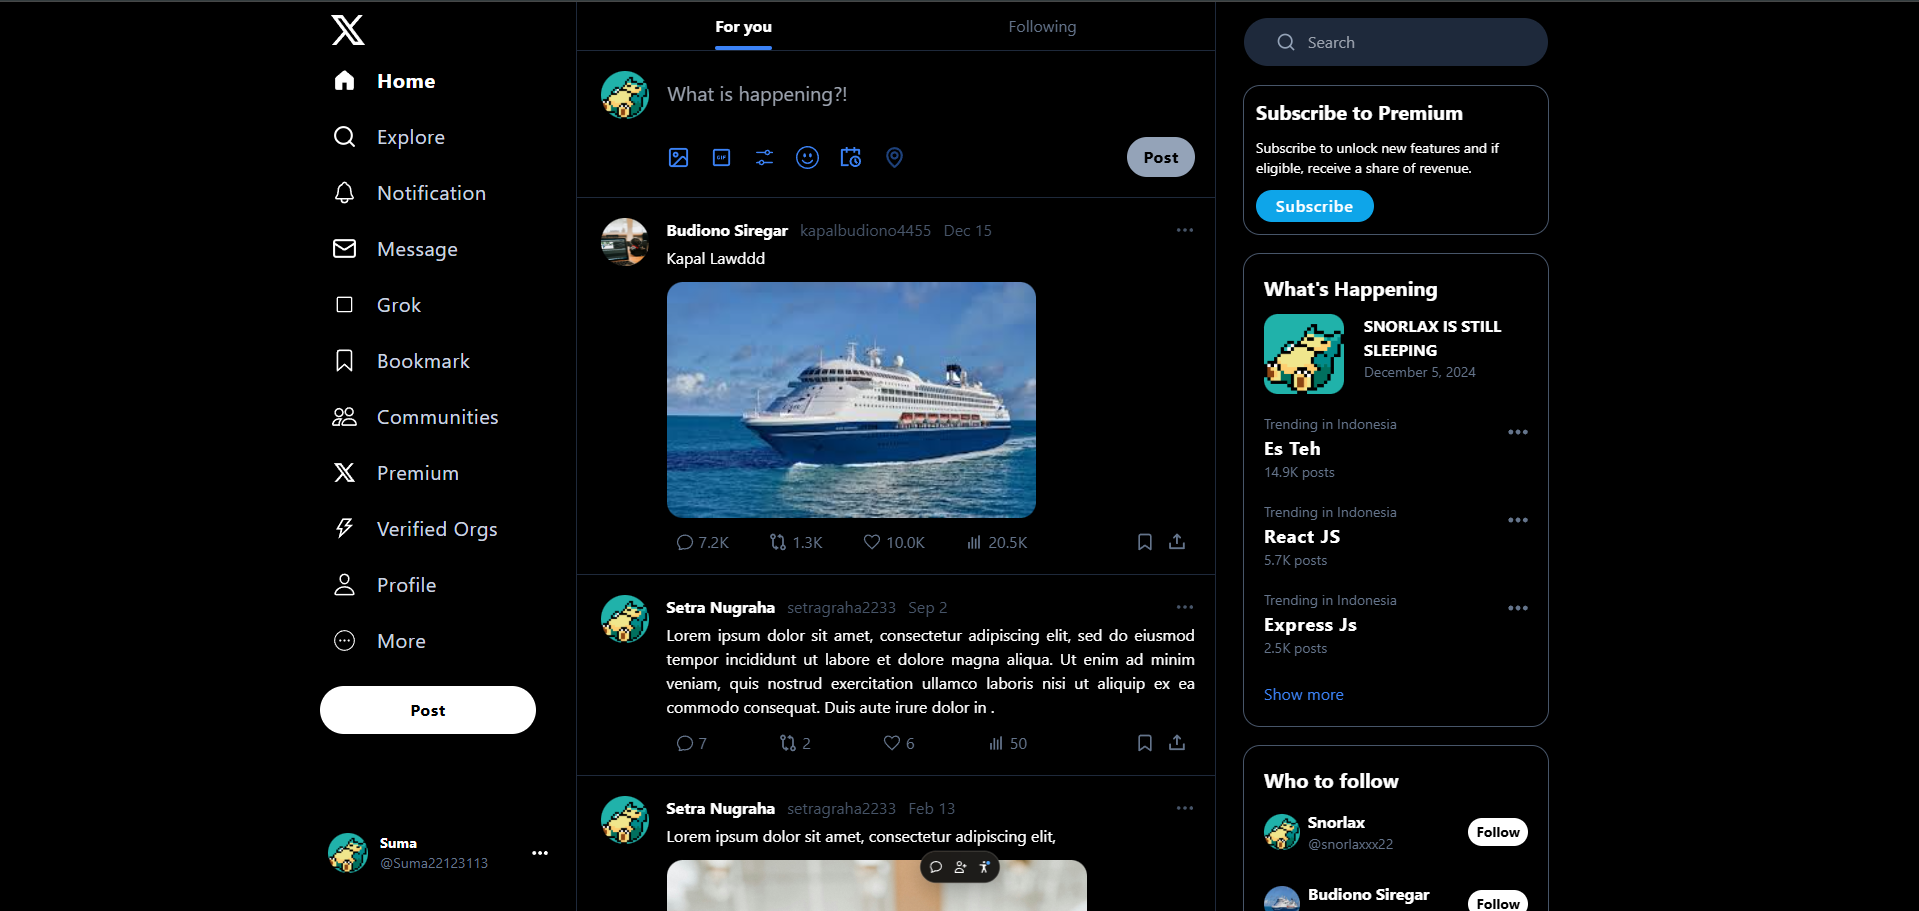 Home
Explore
Notification
Message
Grok
Bookmark
Communities
Premium
Verified Orgs
Profile
More
Post
Suma
@Suma22123113
For you
Following
What is happening?!
GIF
Post
Budiono Siregar kapalbudiono4455 Dec 15
Kapal Lawddd
7.2K 1.3K 10.0K 20.5K
Setra Nugraha setragraha2233 Sep 2
Lorem ipsum dolor sit amet, consectetur adipiscing elit, sed do eiusmod
tempor incididunt ut labore et dolore magna aliqua. Ut enim ad minim
veniam, quis nostrud exercitation ullamco laboris nisi ut aliquip ex ea
commodo consequat. Duis aute irure dolor in .
7 2 6 50
Setra Nugraha setragraha2233 Feb 13
Lorem ipsum dolor sit amet, consectetur adipiscing elit,
Search
Subscribe to Premium
Subscribe to unlock new features and if
eligible, receive a share of revenue.
Subscribe
What's Happening
SNORLAX IS STILL
SLEEPING
December 5, 2024
Trending in Indonesia
Es Teh
14.9K posts
Trending in Indonesia
React JS
5.7K posts
Trending in Indonesia
Express Js
2.5K posts
Show more
Who to follow
Snorlax
@snorlaxxx22
Follow
Budiono Siregar
Follow